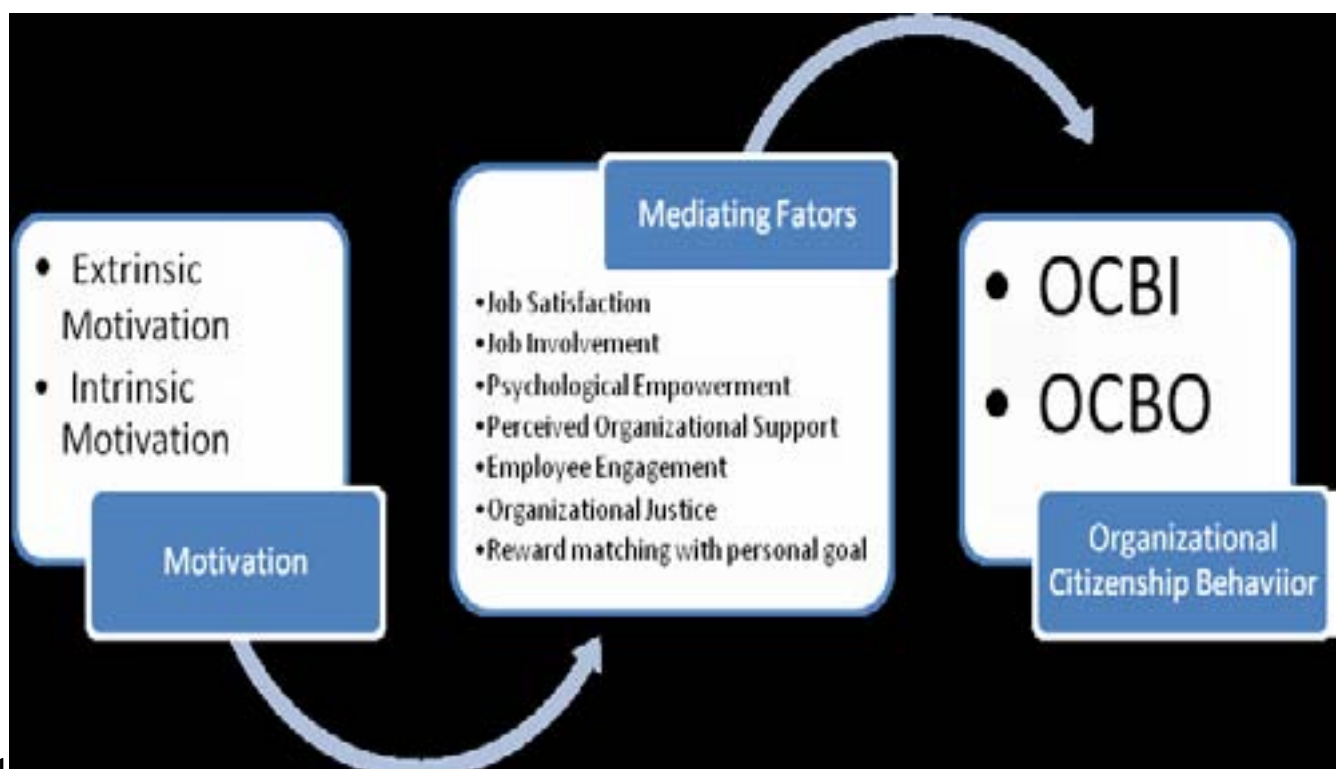 • Extrinsic
Motivation
• Intrinsic
Motivation
Motivation
Mediating Fators
•Job Satisfaction
•Job Involvement
•Psychological Empowerment
•Perceived Organizational Support
•Employee Engagement
•Organizational Justice
•Reward matching with personal goal
• OCBI
• OCBO
Organizational
Citizenship Behaviior